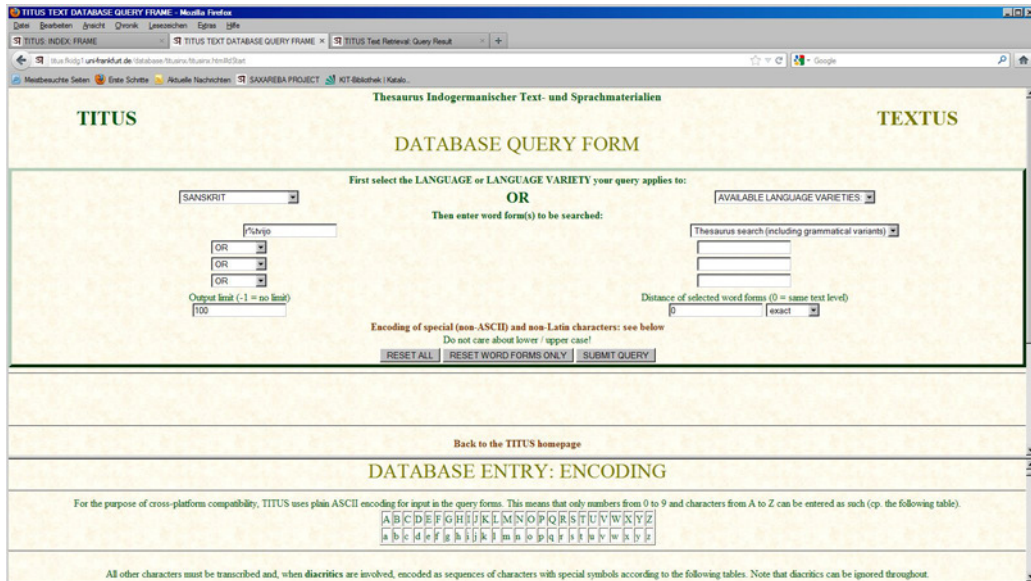 TITUS TEXT DATABASE QUERY FRAME - Mozilla Firefox
Datei Bearbeiten Ansicht Chronik Lesezeichen Extras Hilfe
TITUS: INDEX: FRAME × TITUS TEXT DATABASE QUERY FRAME × TITUS Text Retrieval: Query Result × +
titus.fkidg1.uni-frankfurt.de/database/titusinx/titusinx.htm#dStart Google
Meistbesuchte Seiten Erste Schritte Aktuelle Nachrichten SAXAREBA PROJECT KIT-Bibliothek | Katalo...
Thesaurus Indogermanischer Text- und Sprachmaterialien
TITUS TEXTUS
DATABASE QUERY FORM
First select the LANGUAGE or LANGUAGE VARIETY your query applies to:
SANSKRIT OR AVAILABLE LANGUAGE VARIETIES
Then enter word form(s) to be searched:
r%tvijo Thesaurus search (including grammatical variants)
OR
OR
OR
Output limit (-1 = no limit) Distance of selected word forms (0 = same text level)
100 0 exact
Encoding of special (non-ASCII) and non-Latin characters: see below
Do not care about lower / upper case!
RESET ALL RESET WORD FORMS ONLY SUBMIT QUERY
Back to the TITUS homepage
DATABASE ENTRY: ENCODING
For the purpose of cross-platform compatibility, TITUS uses plain ASCII encoding for input in the query forms. This means that only numbers from 0 to 9 and characters from A to Z can be entered as such (cp. the following table).
A B C D E F G H I J K L M N O P Q R S T U V W X Y Z
a b c d e f g h i j k l m n o p q r s t u v w x y z
All other characters must be transcribed and, when diacritics are involved, encoded as sequences of characters with special symbols according to the following tables. Note that diacritics can be ignored throughout.